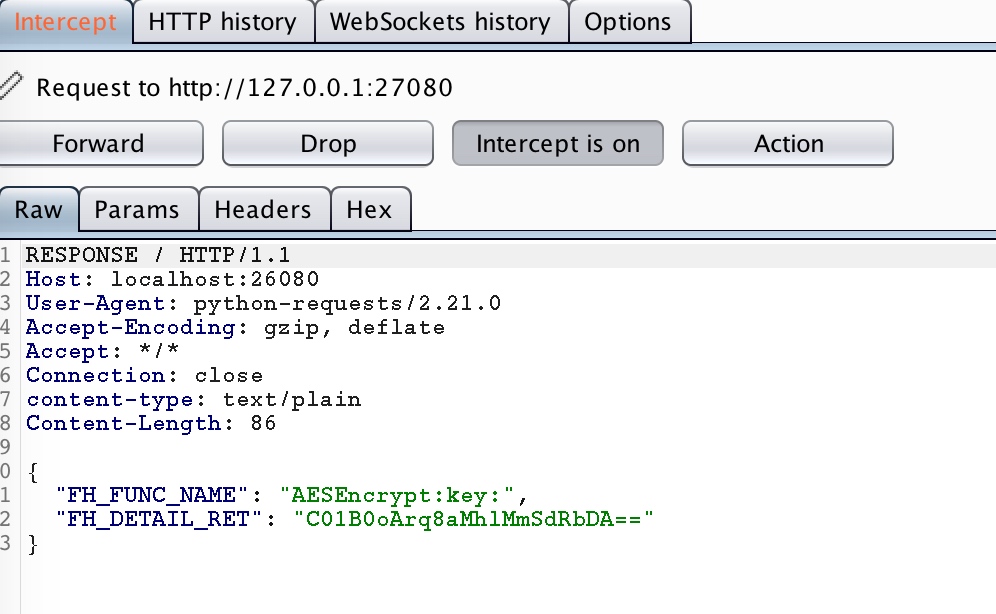 Intercept HTTP history WebSockets history Options
Request to http://127.0.0.1:27080
Forward Drop Intercept is on Action
Raw Params Headers Hex
1 RESPONSE / HTTP/1.1
2 Host: localhost:26080
3 User-Agent: python-requests/2.21.0
4 Accept-Encoding: gzip, deflate
5 Accept: */*
6 Connection: close
7 content-type: text/plain
8 Content-Length: 86
9
0 {
1 "FH_FUNC_NAME": "AESEncrypt:key:",
2 "FH_DETAIL_RET": "C01B0oArq8aMhlMmSdRbDA=="
3 }